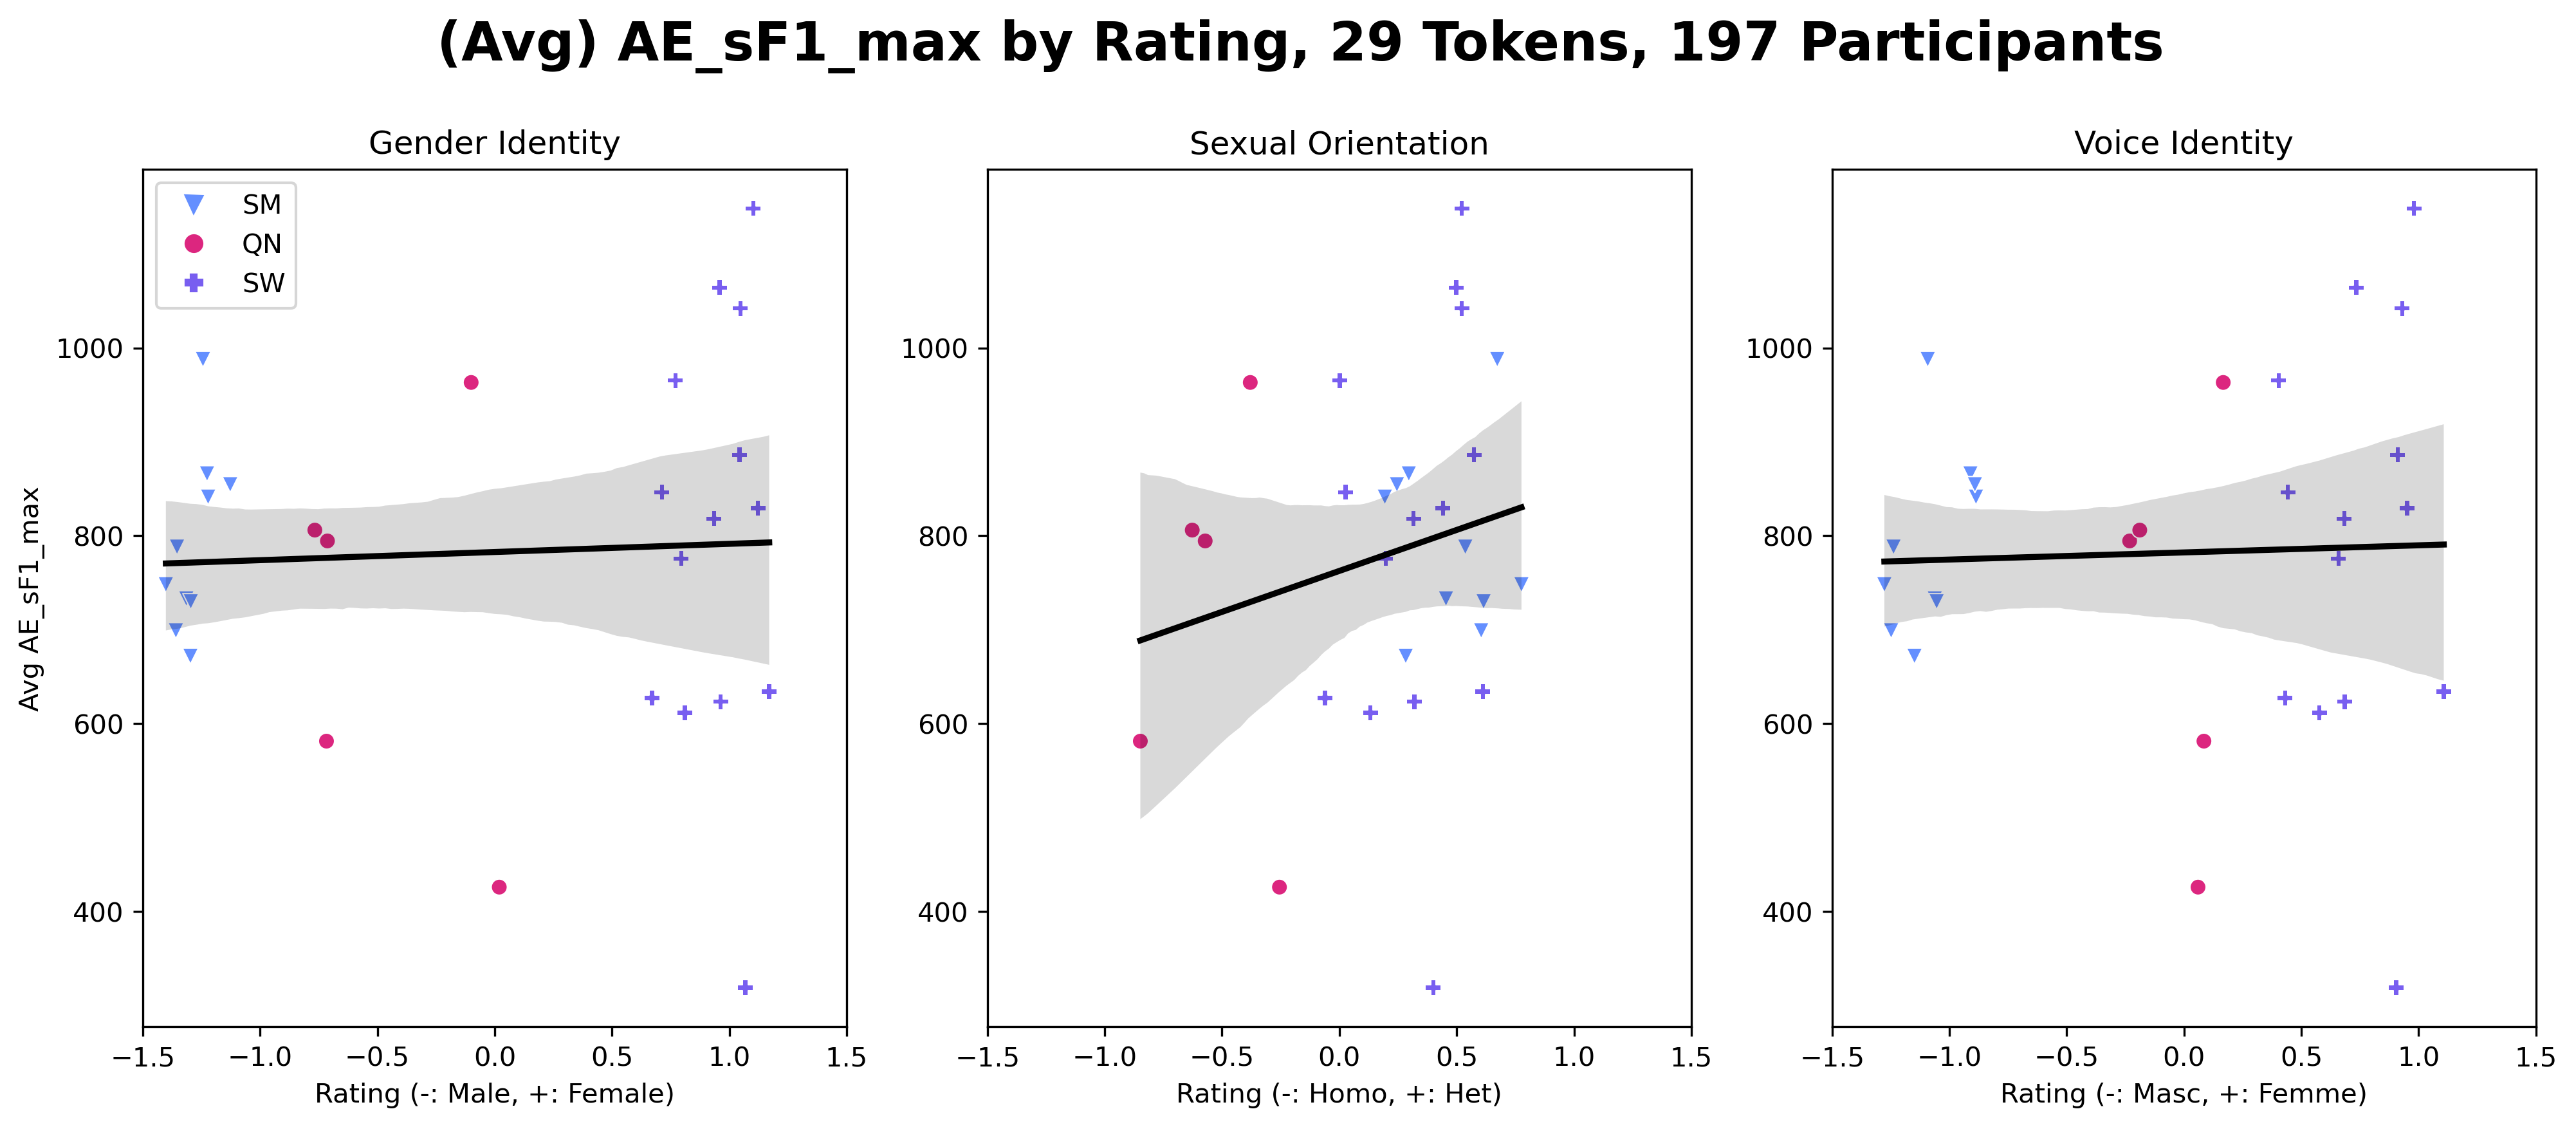 (Avg) AE_sF1_max by Rating, 29 Tokens, 197 Participants
Gender Identity
SM
QN
SW
Avg AE_sF1_max
1000
800
600
400
−1.5 −1.0 −0.5 0.0 0.5 1.0 1.5
Rating (-: Male, +: Female)
Sexual Orientation
1000
800
600
400
−1.5 −1.0 −0.5 0.0 0.5 1.0 1.5
Rating (-: Homo, +: Het)
Voice Identity
1000
800
600
400
−1.5 −1.0 −0.5 0.0 0.5 1.0 1.5
Rating (-: Masc, +: Femme)